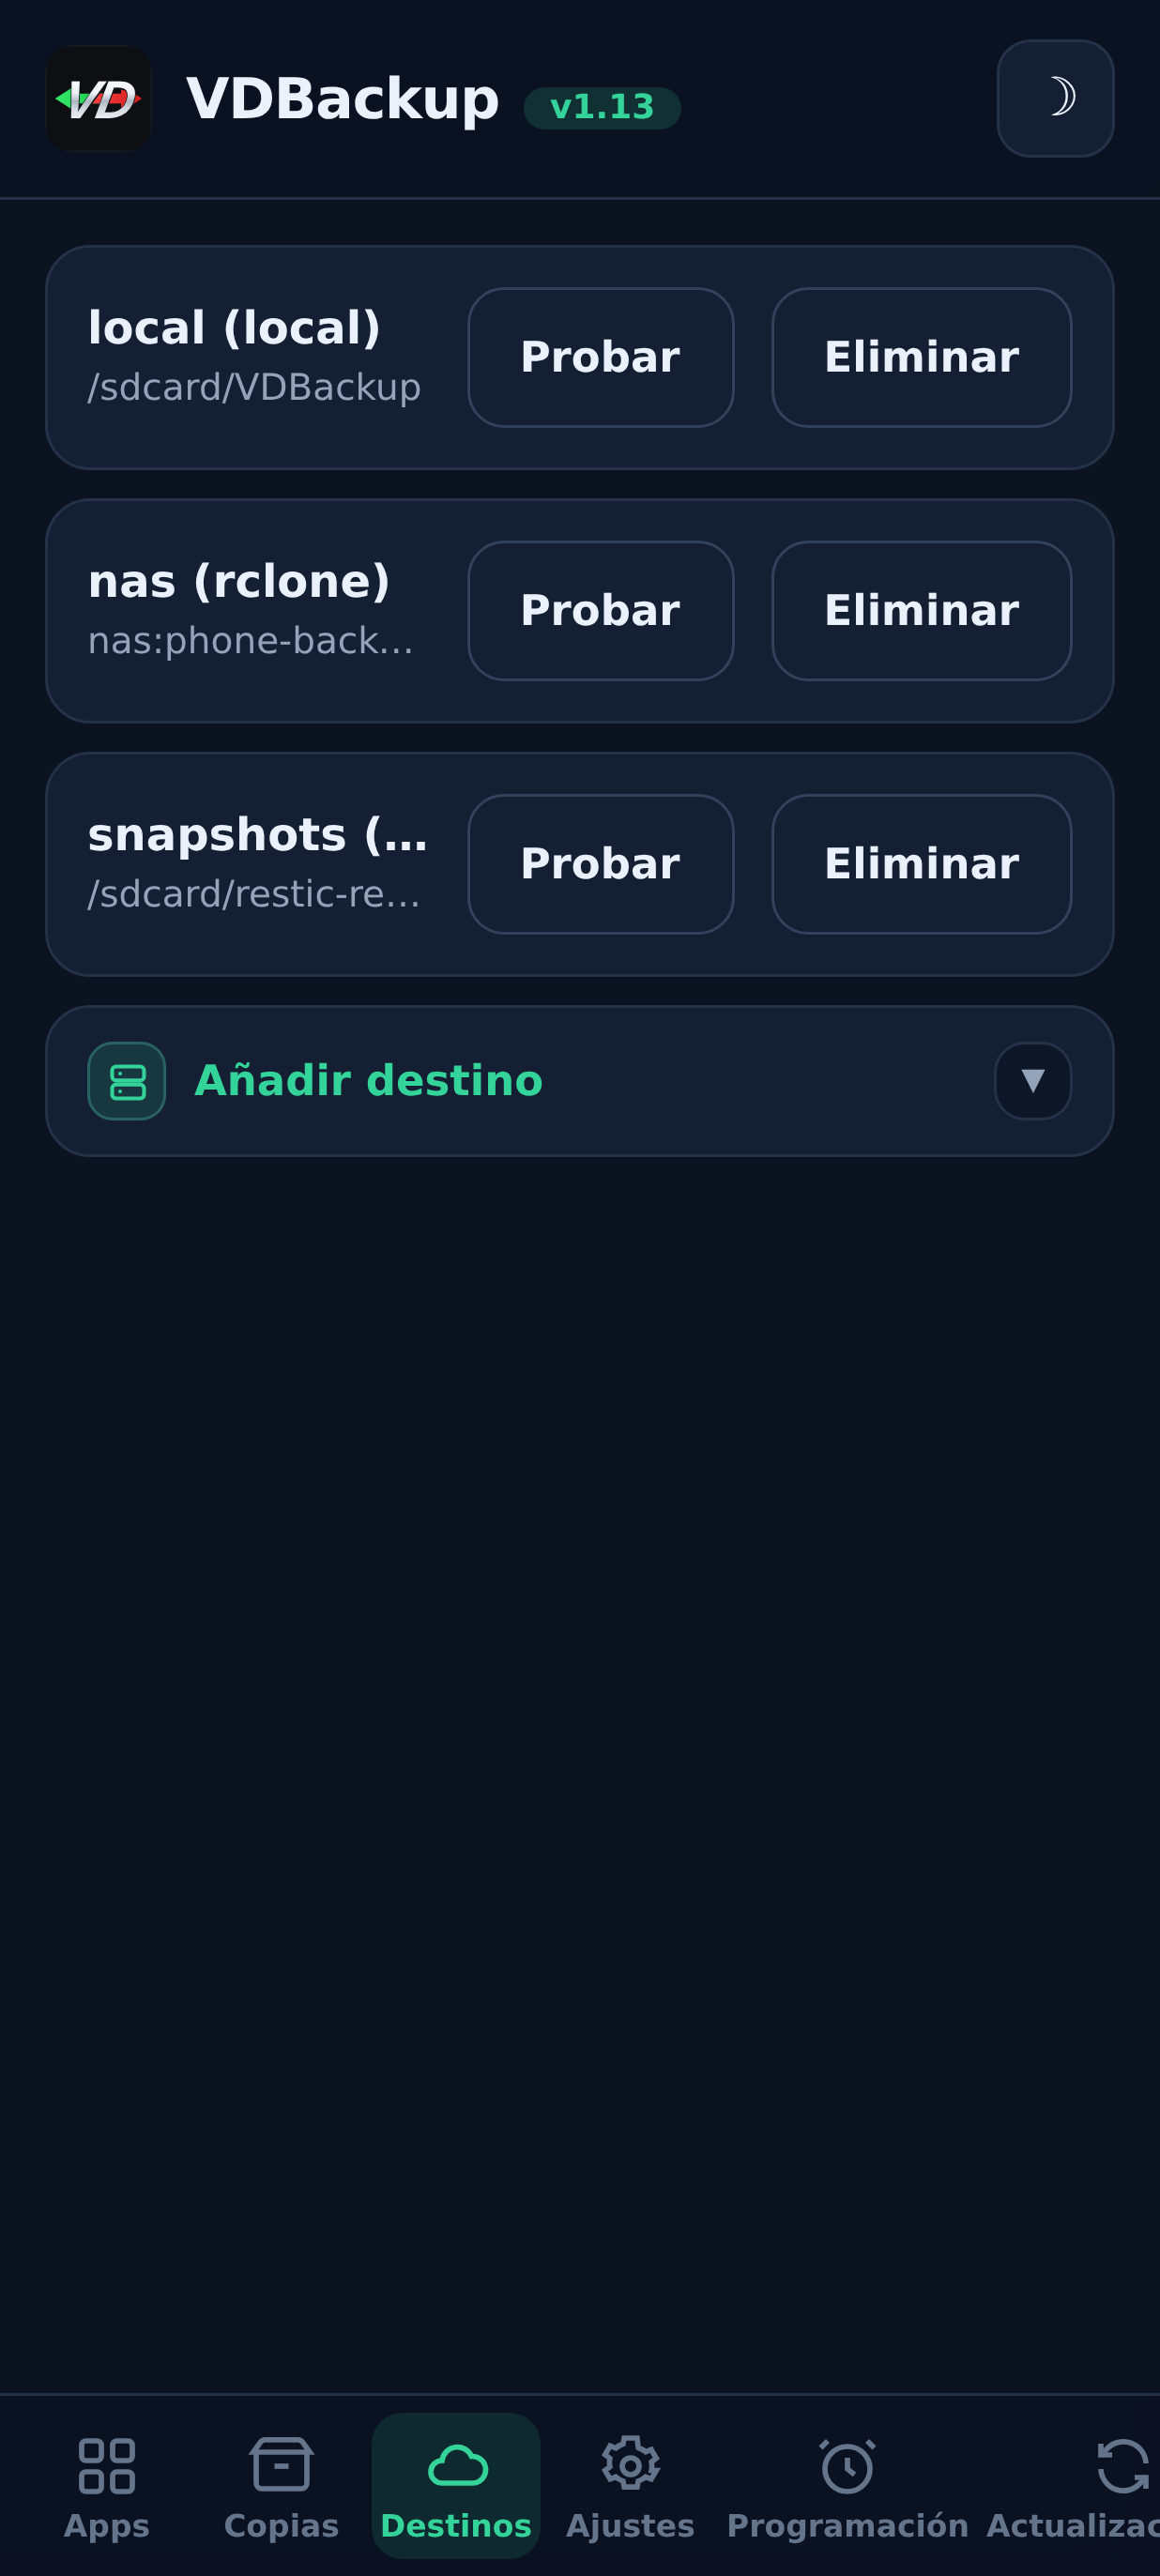 VD
VDBackup v1.13
local (local)
/sdcard/VDBackup
Probar
Eliminar
nas (rclone)
nas:phone-back...
Probar
Eliminar
snapshots (...
/sdcard/restic-re...
Probar
Eliminar
Añadir destino
Apps
Copias
Destinos
Ajustes
Programación
Actualizac